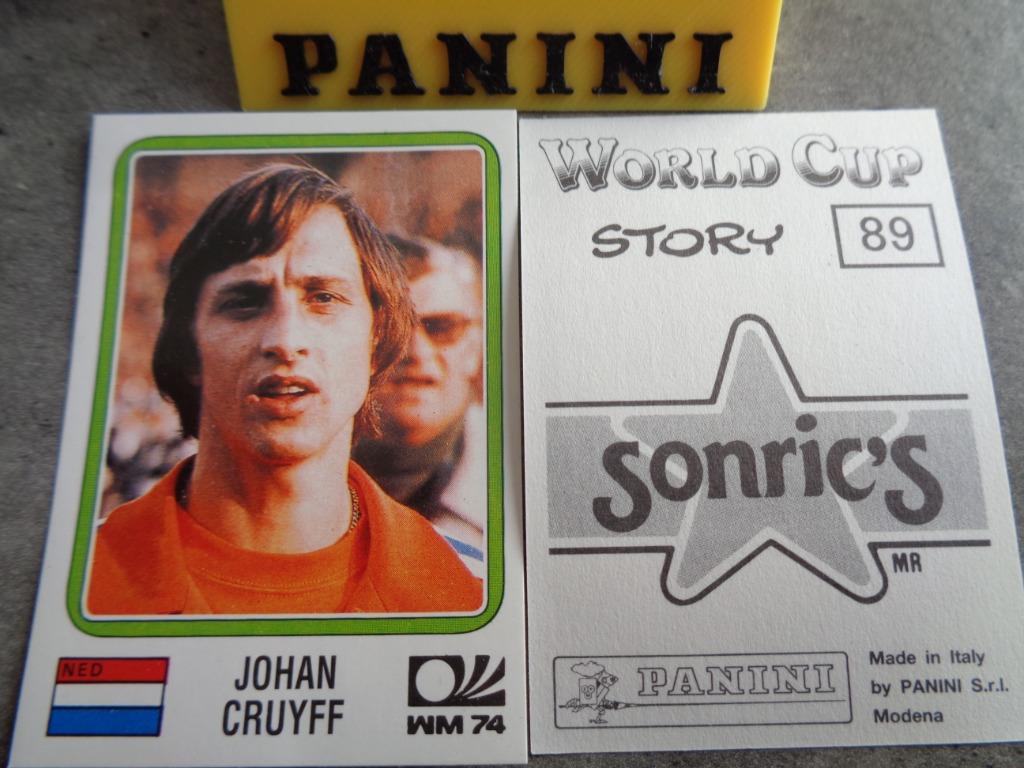 PANINI
NED
JOHAN
CRUYFF
WM 74
WORLD CUP
STORY
89
sonric's
MR
PANINI
Made in Italy
by PANINI S.r.l.
Modena